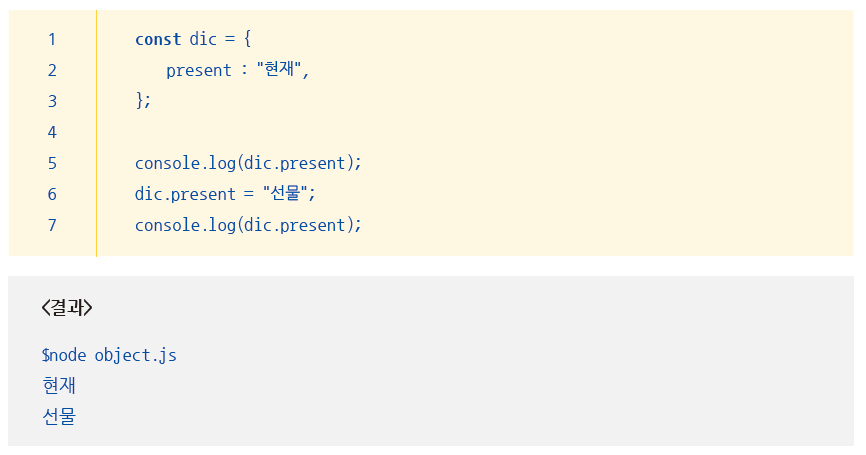 1 const dic = {
2 present : "현재",
3 };
4
5 console.log(dic.present);
6 dic.present = "선물";
7 console.log(dic.present);
<결과>
$node object.js
현재
선물